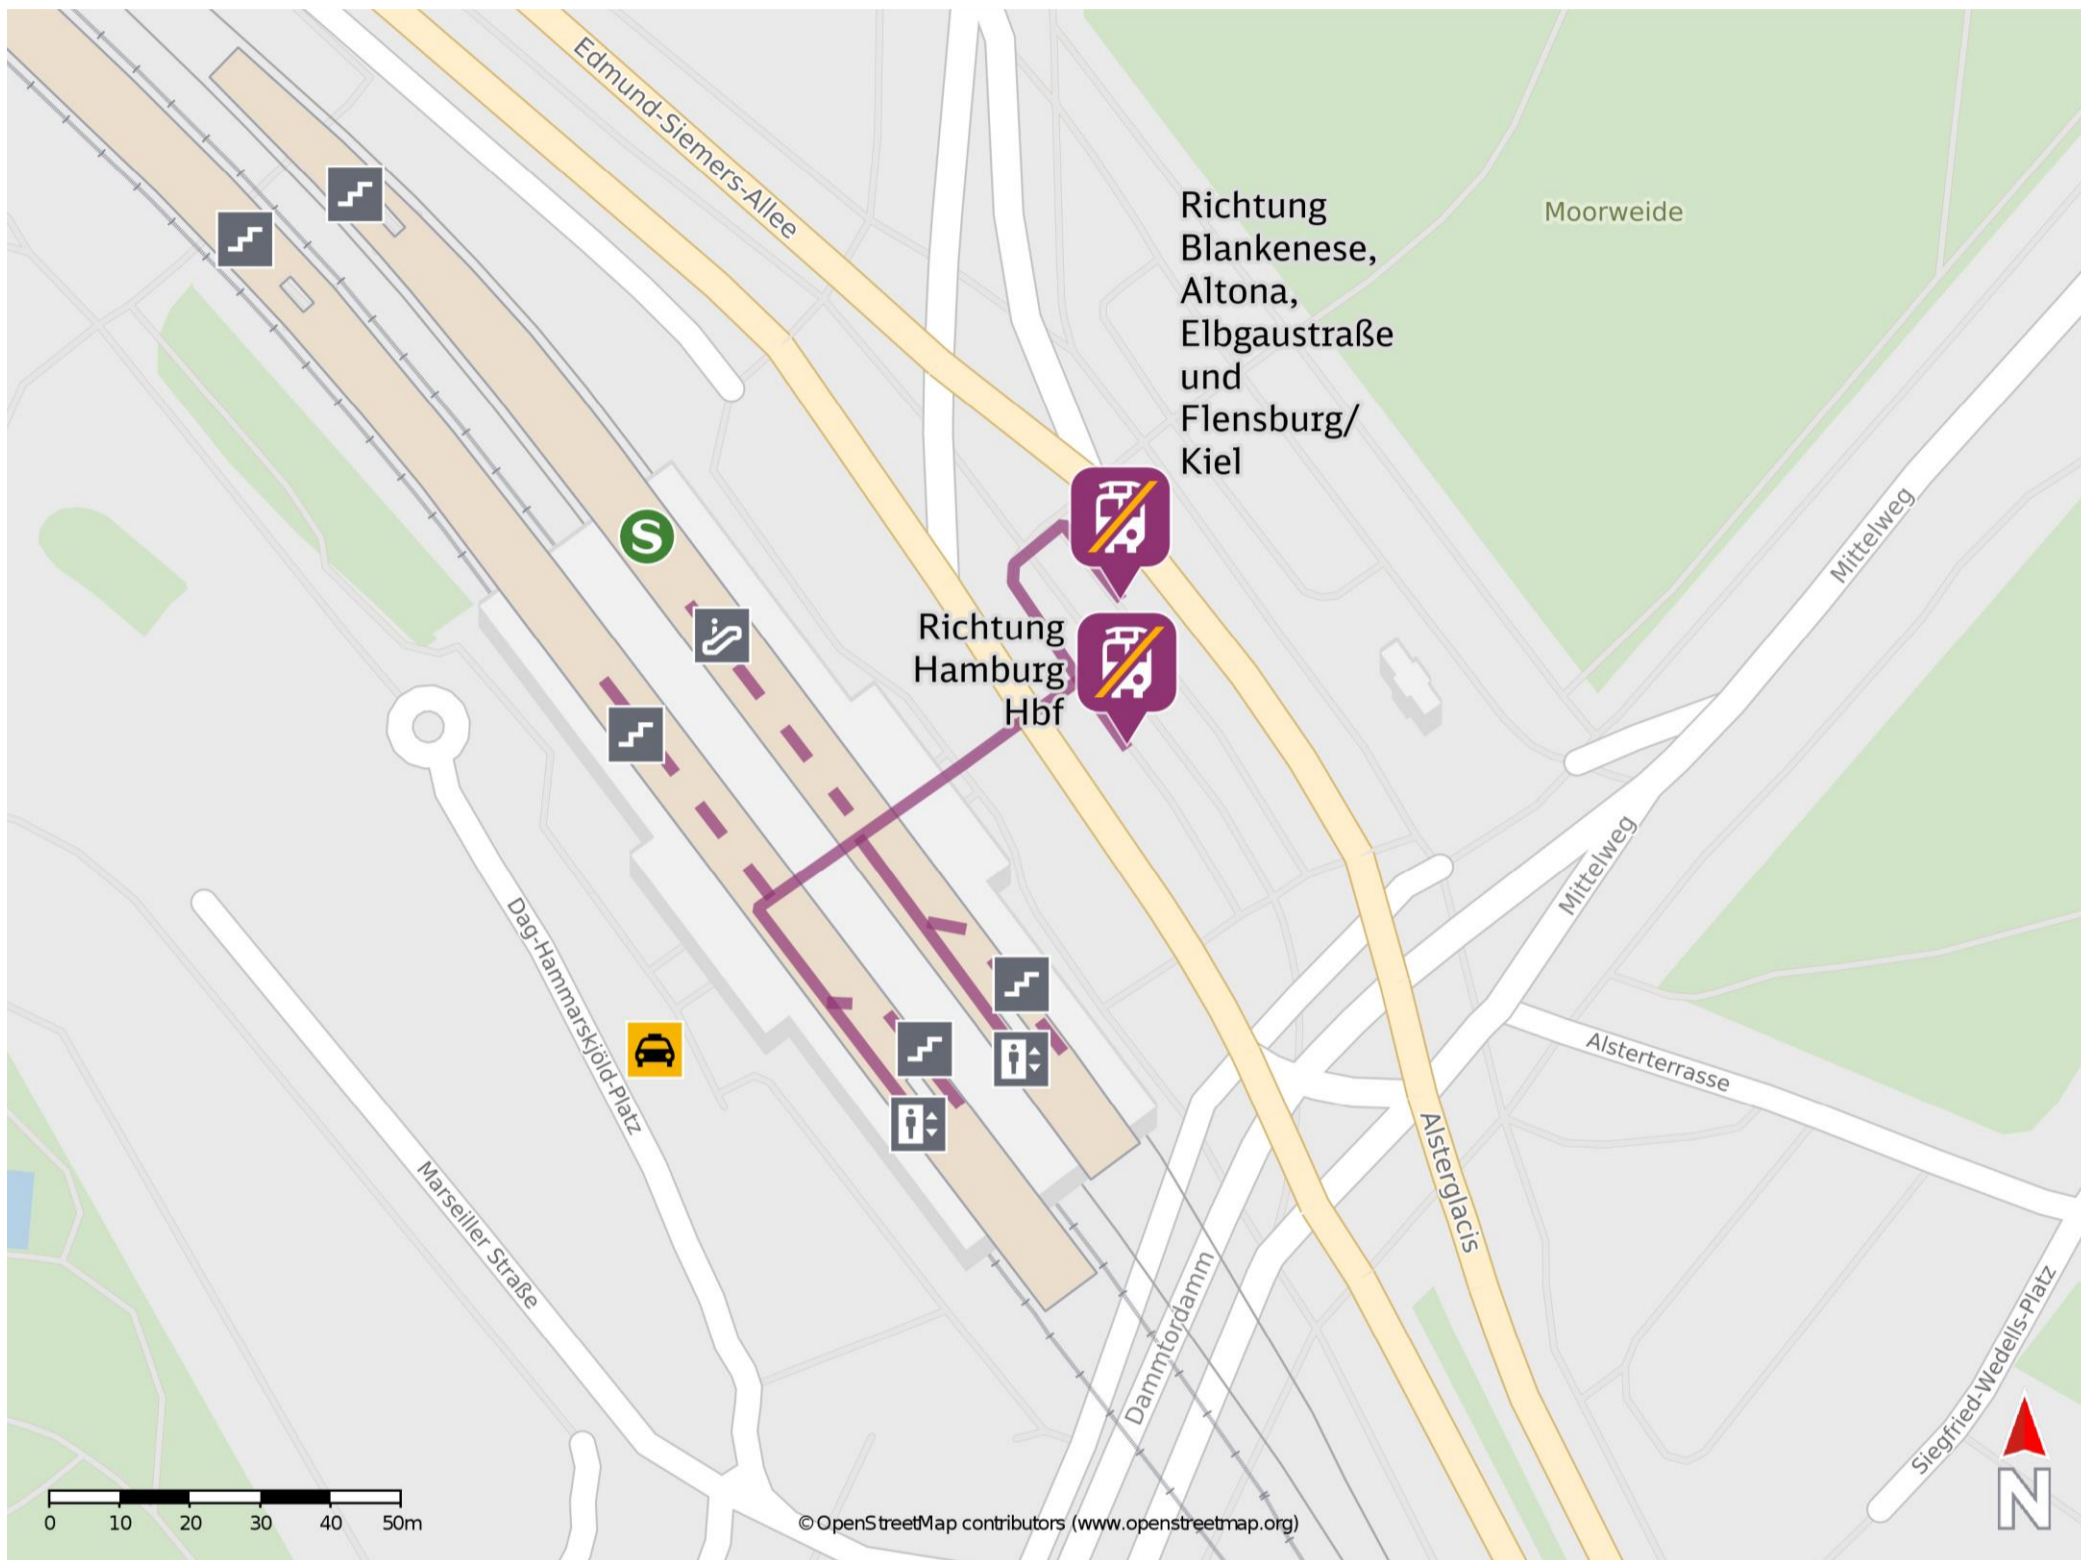 Edmund-Siemers-Allee
Richtung
Blankenese,
Altona,
Elbgaustraße
und
Flensburg/
Kiel
Moorweide
S
Richtung
Hamburg
Hbf
Mittelweg
Mittelweg
Dag-Hammarskjöld-Platz
Alsterterrasse
Alsterglacis
Marseiller Straße
Dammtordamm
Siegfried-Wedells-Platz
N
0 10 20 30 40 50m
©OpenStreetMap contributors (www.openstreetmap.org)